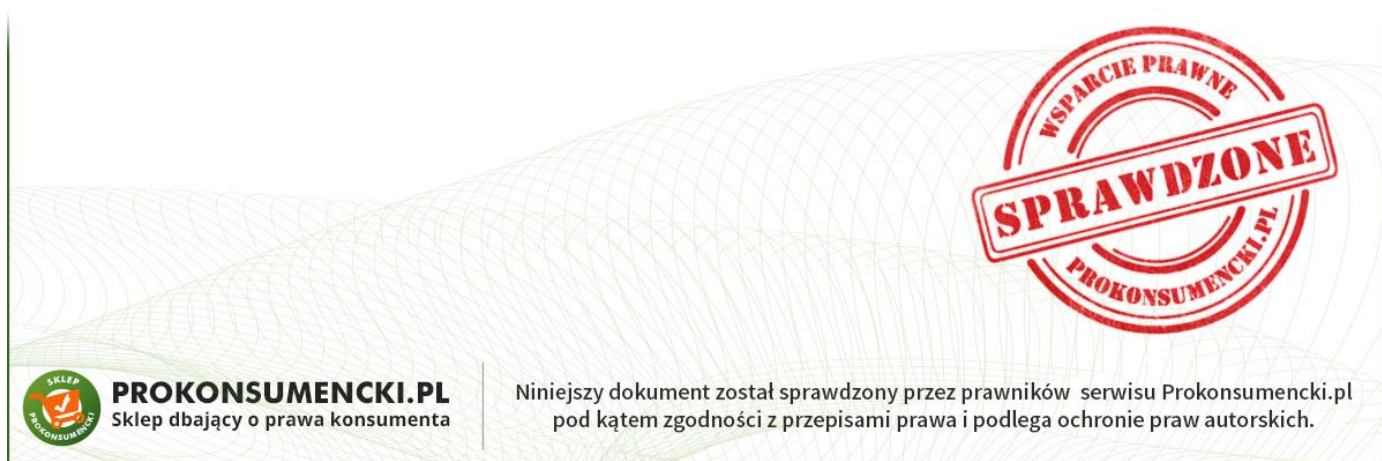 WSPARCIE PRAWNE
SPRAWDZONE
PROKONSUMENCKI.PL
SKLEP
PROKONSUMENCKI
PROKONSUMENCKI.PL
Sklep dbający o prawa konsumenta
Niniejszy dokument został sprawdzony przez prawników serwisu Prokonsumencki.pl
pod kątem zgodności z przepisami prawa i podlega ochronie praw autorskich.